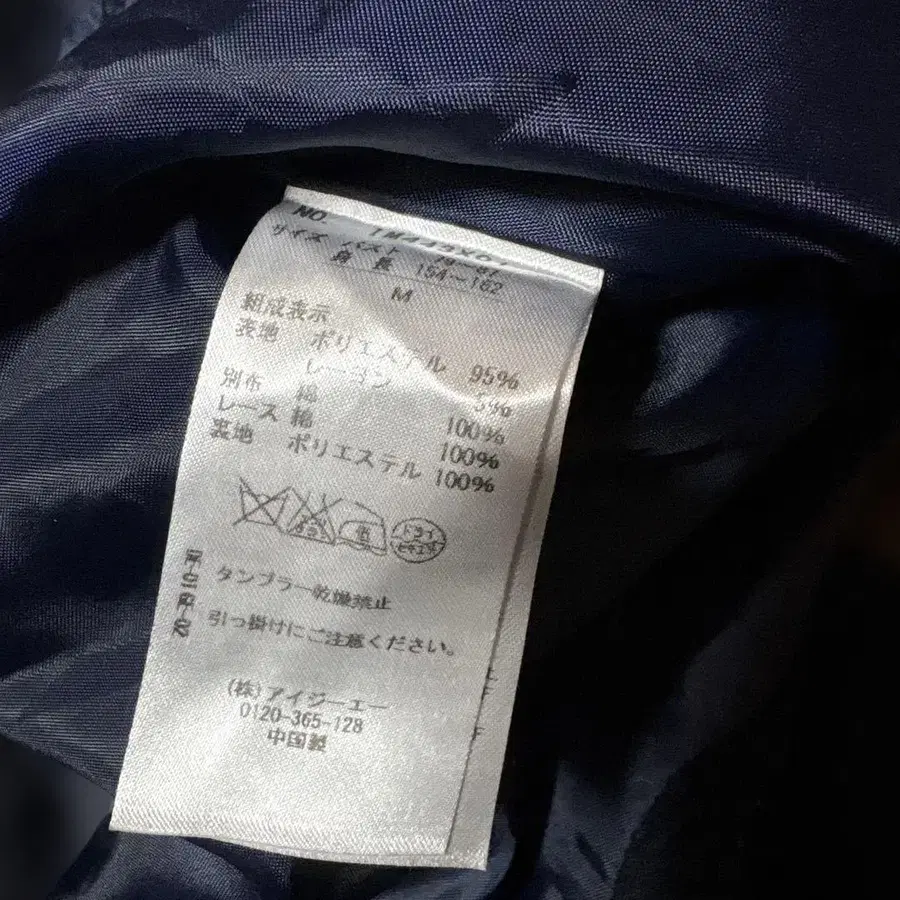 NO.
サイズ バスト
身長 154~162
M
組成表示
表地 ポリエステル 95%
レーヨン 5%
別布 綿 100%
レース 綿 100%
裏地 ポリエステル 100%
ドライ
タンブラー乾燥禁止
引っ掛けにご注意ください。
(株)アイジーエー
0120-365-128
中国製